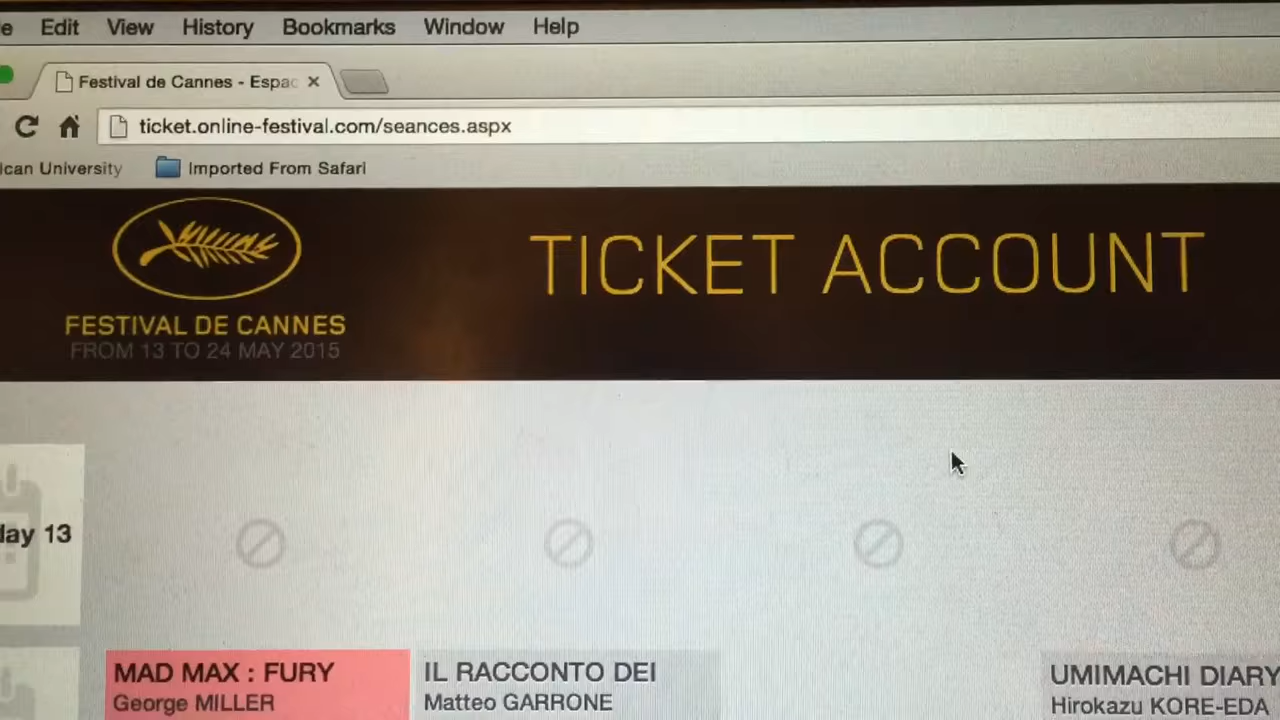 e Edit View History Bookmarks Window Help
Festival de Cannes - Espac
ticket.online-festival.com/seances.aspx
ican University Imported From Safari
TICKET ACCOUNT
FESTIVAL DE CANNES
FROM 13 TO 24 MAY 2015
ay 13
MAD MAX : FURY
George MILLER
IL RACCONTO DEI
Matteo GARRONE
UMIMACHI DIARY
Hirokazu KORE-EDA